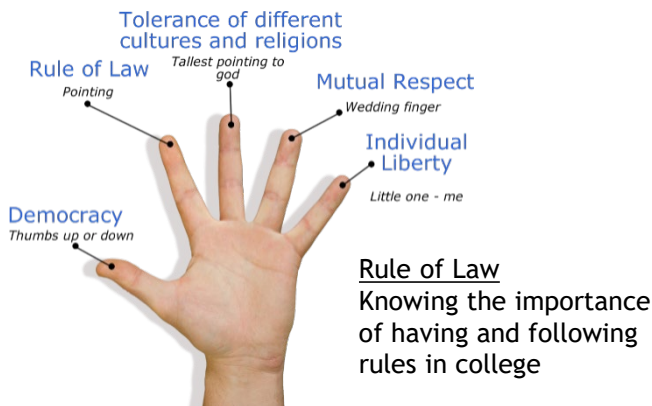 Tolerance of different
cultures and religions
Tallest pointing to
god
Rule of Law
Pointing
Mutual Respect
Wedding finger
Individual
Liberty
Little one - me
Democracy
Thumbs up or down
Rule of Law
Knowing the importance
of having and following
rules in college